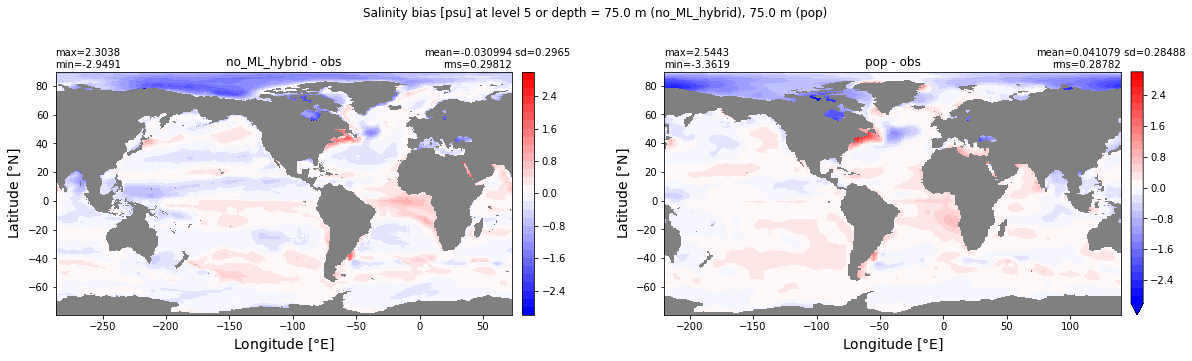 Salinity bias [psu] at level 5 or depth = 75.0 m (no_ML_hybrid), 75.0 m (pop)
max=2.3038
min=-2.9491
no_ML_hybrid - obs
mean=-0.030994 sd=0.2965
rms=0.29812
80
60
40
20
0
−20
−40
−60
Latitude [°N]
−250
−200
−150
−100
−50
0
50
Longitude [°E]
2.4
1.6
0.8
0.0
−0.8
−1.6
−2.4
max=2.5443
min=-3.3619
pop - obs
mean=0.041079 sd=0.28488
rms=0.28782
80
60
40
20
0
−20
−40
−60
Latitude [°N]
−200
−150
−100
−50
0
50
100
Longitude [°E]
2.4
1.6
0.8
0.0
−0.8
−1.6
−2.4